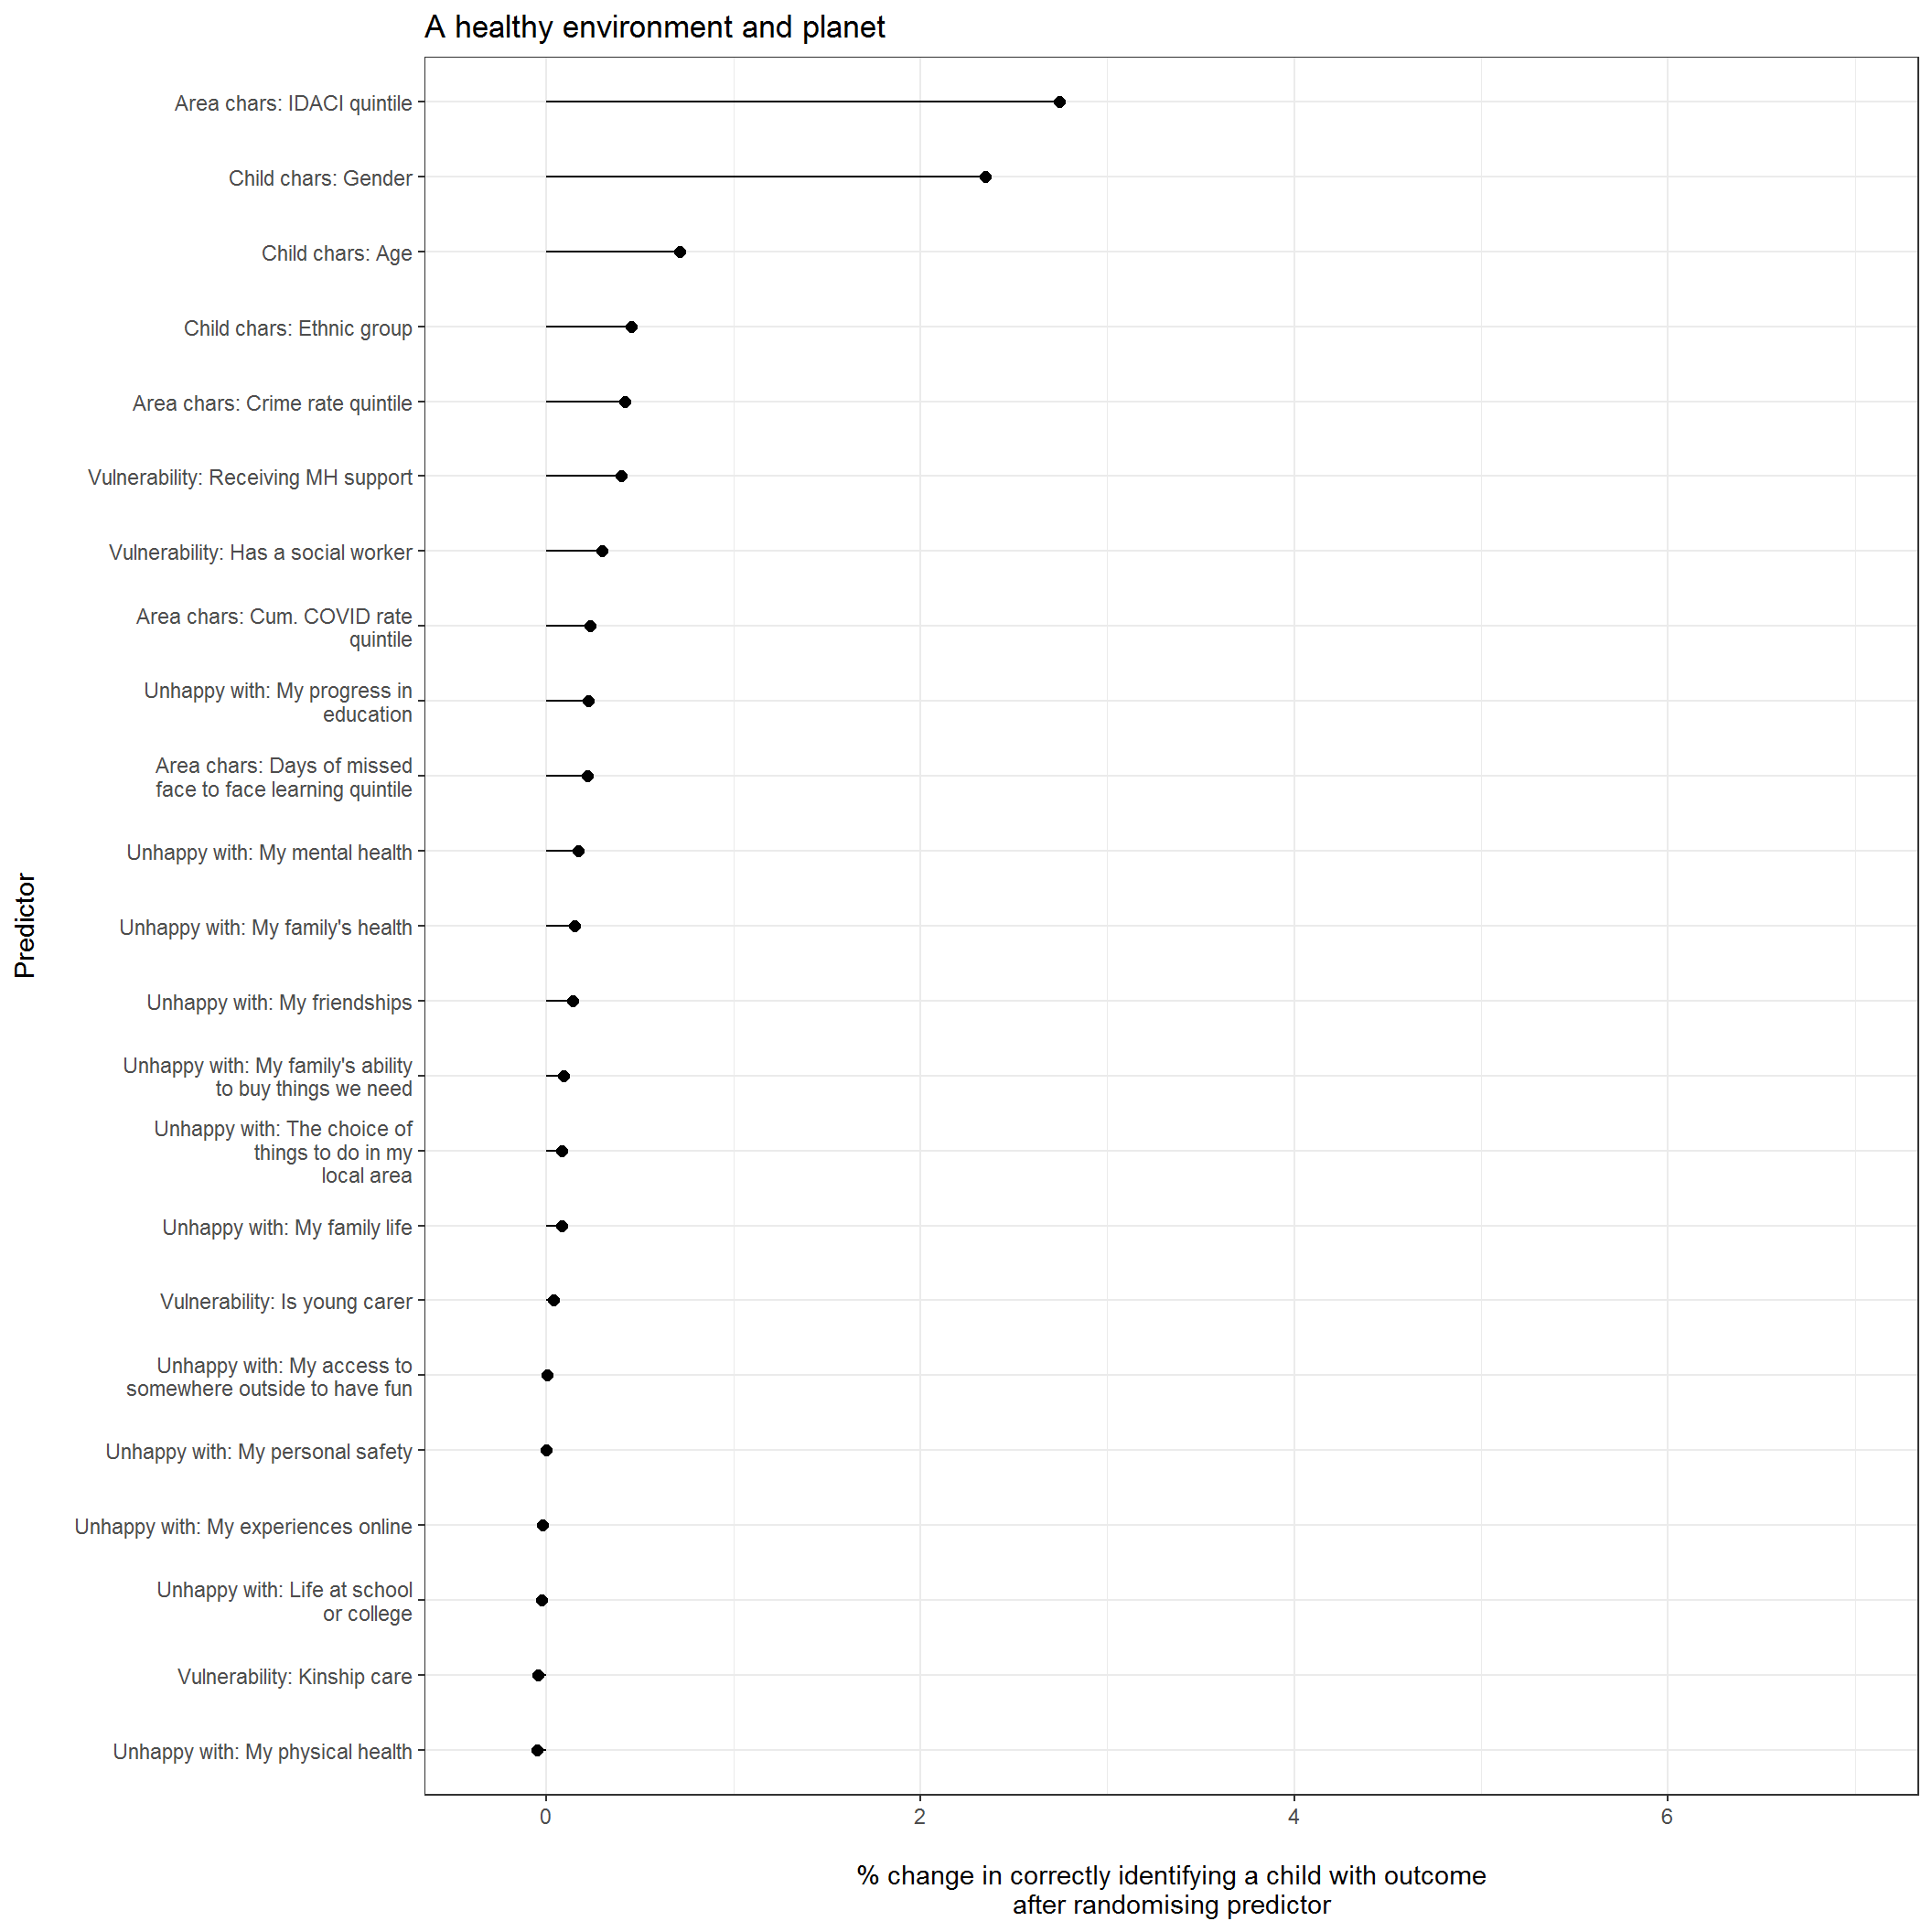 A healthy environment and planet
Area chars: IDACI quintile
Child chars: Gender
Child chars: Age
Child chars: Ethnic group
Area chars: Crime rate quintile
Vulnerability: Receiving MH support
Vulnerability: Has a social worker
Area chars: Cum. COVID rate
quintile
Unhappy with: My progress in
education
Area chars: Days of missed
face to face learning quintile
Unhappy with: My mental health
Unhappy with: My family's health
Unhappy with: My friendships
Unhappy with: My family's ability
to buy things we need
Unhappy with: The choice of
things to do in my
local area
Unhappy with: My family life
Vulnerability: Is young carer
Unhappy with: My access to
somewhere outside to have fun
Unhappy with: My personal safety
Unhappy with: My experiences online
Unhappy with: Life at school
or college
Vulnerability: Kinship care
Unhappy with: My physical health
Predictor
0 2 4 6
% change in correctly identifying a child with outcome
after randomising predictor